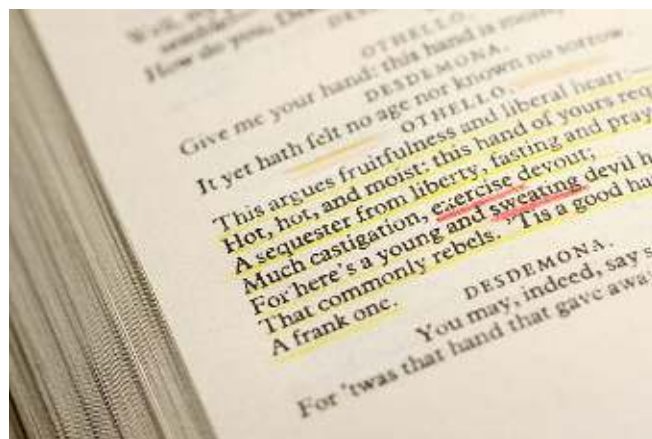 Well, my
How do you, Des
OTHELLO.
Give me your hand: this hand is moist
DESDEMONA.
It yet hath felt no age nor known no sorrow.
OTHELLO.
This argues fruitfulness and liberal heart:—
Hot, hot, and moist: this hand of yours req
A sequester from liberty, fasting and pray
Much castigation, exercise devout;
For here's a young and sweating devil h
That commonly rebels. 'Tis a good ha
A frank one.
DESDEMONA.
You may, indeed, say s
For 'twas that hand that gave awa